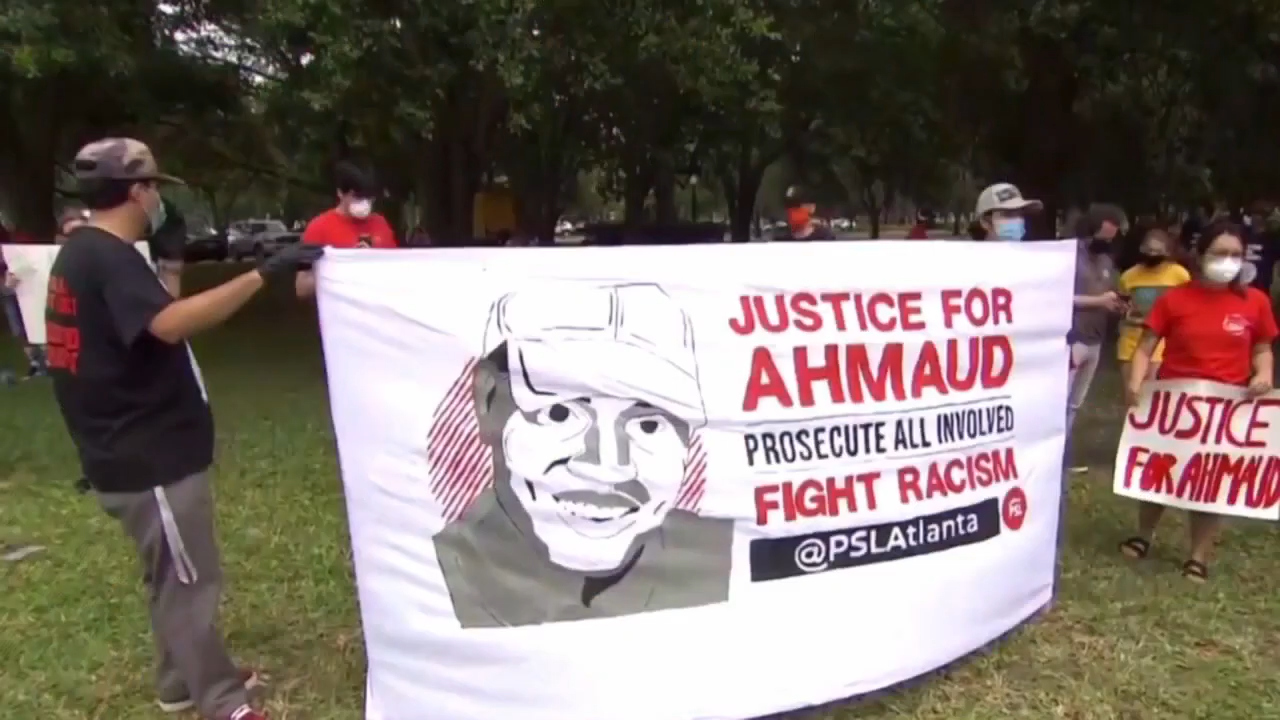 JUSTICE FOR
AHMAUD
PROSECUTE ALL INVOLVED
FIGHT RACISM
@PSLAtlanta
PSL
JUSTICE
FOR AHMAUD